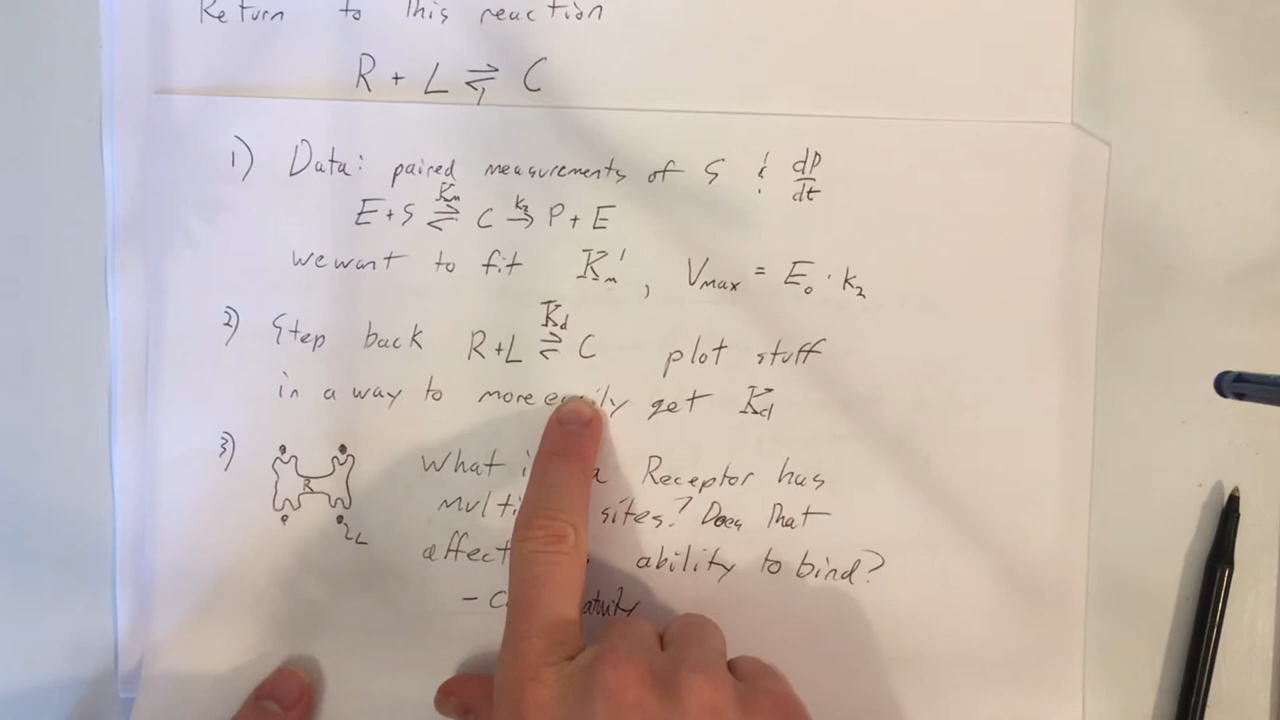 Return to this reaction
R + L ⇌ C
1) Data: paired measurements of S & dP/dt
E + S ⇌ C → P + E
Km k2
we want to fit Km', Vmax = E0 · k2
2) Step back R+L ⇌ C plot stuff
Kd
in a way to more get Kd
3) What a Receptor has
R
sites? Does that
L
affect ability to bind?